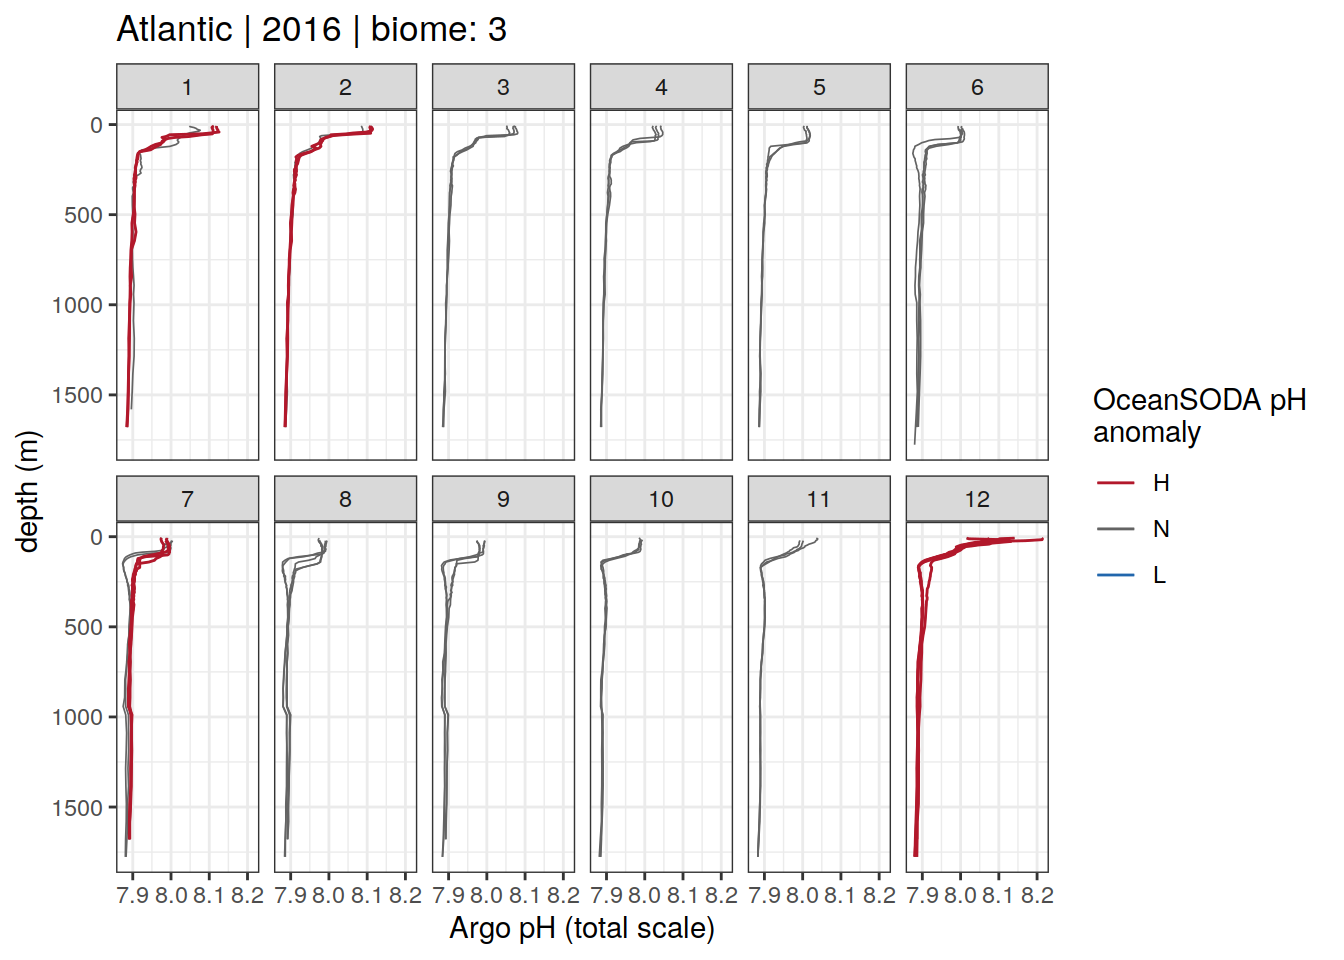 Atlantic | 2016 | biome: 3
1 2 3 4 5 6
0
500
1000
1500
7 8 9 10 11 12
0
500
1000
1500
7.9 8.0 8.1 8.2 7.9 8.0 8.1 8.2 7.9 8.0 8.1 8.2 7.9 8.0 8.1 8.2 7.9 8.0 8.1 8.2 7.9 8.0 8.1 8.2
Argo pH (total scale)
depth (m)
OceanSODA pH
anomaly
H
N
L